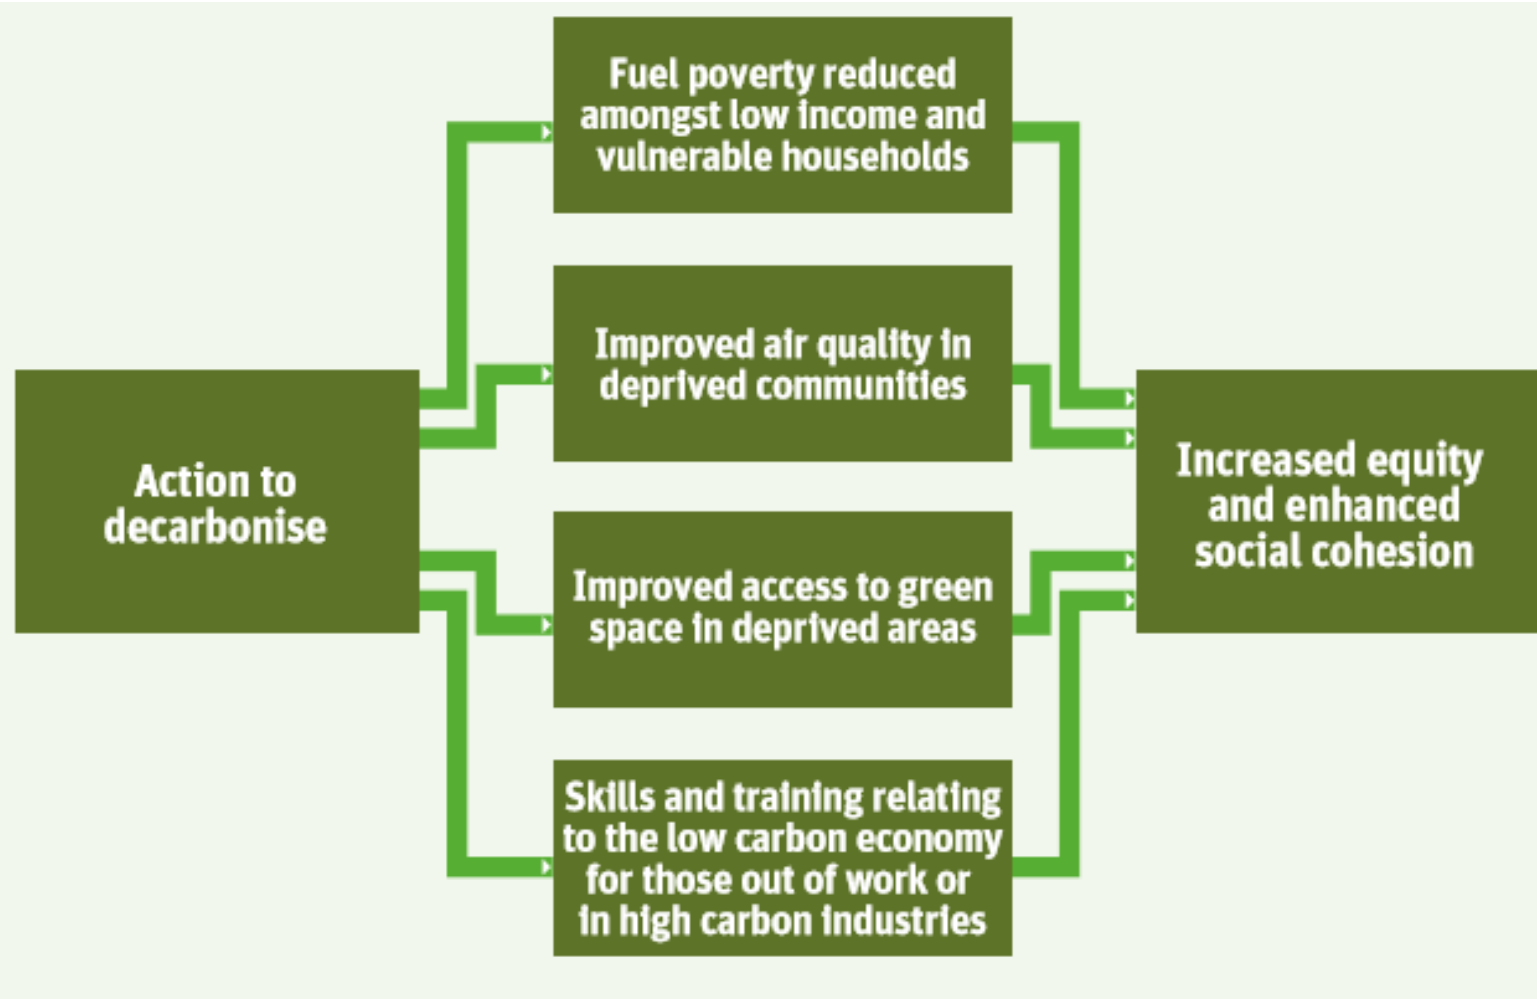 Fuel poverty reduced
amongst low income and
vulnerable households
Improved air quality in
deprived communities
Action to
decarbonise
Increased equity
and enhanced
social cohesion
Improved access to green
space in deprived areas
Skills and training relating
to the low carbon economy
for those out of work or
in high carbon industries